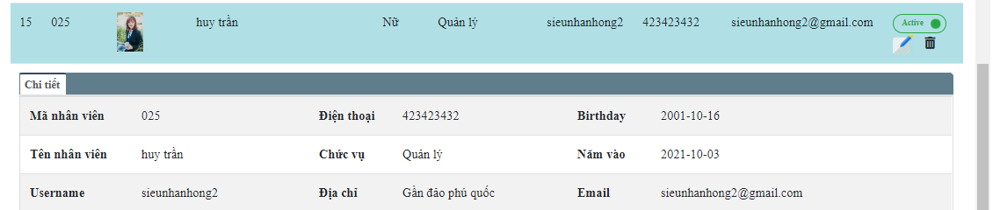 15 025 huy trần Nữ Quản lý sieunhanhong2 423423432 sieunhanhong2@gmail.com Active
Chi tiết
Mã nhân viên 025 Điện thoại 423423432 Birthday 2001-10-16
Tên nhân viên huy trần Chức vụ Quản lý Năm vào 2021-10-03
Username sieunhanhong2 Địa chỉ Gần đảo phủ quốc Email sieunhanhong2@gmail.com